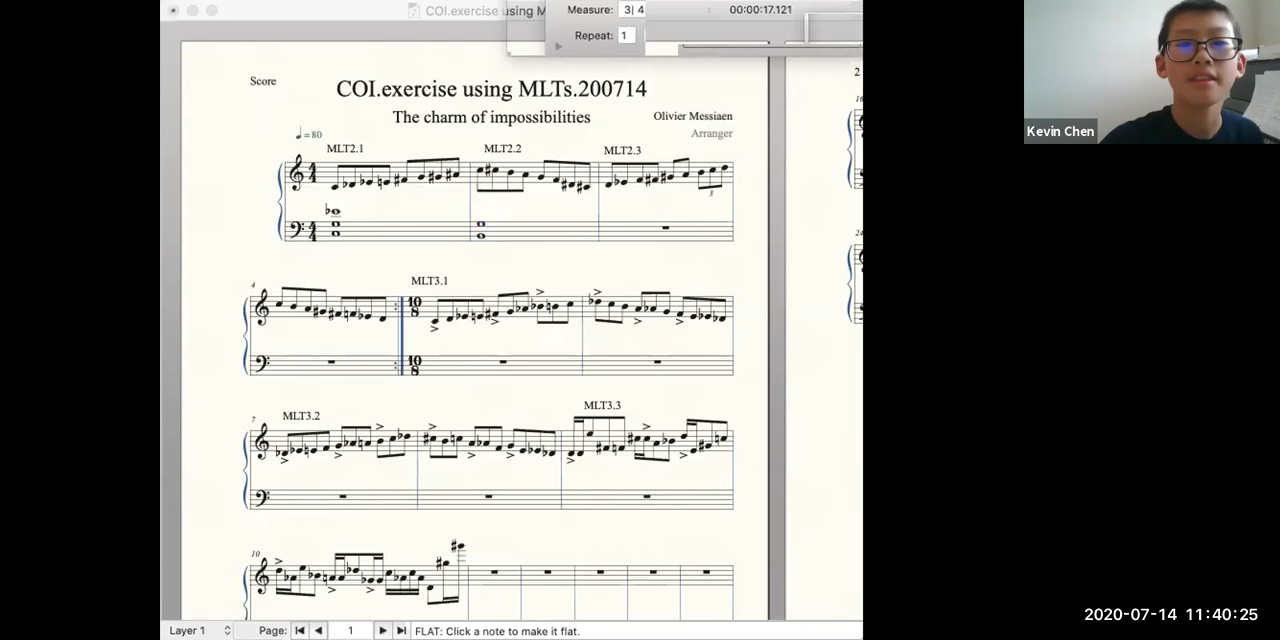 COI.exercise using M
Measure: 3| 4 : 00:00:17.121
Repeat: 1
Score
COI.exercise using MLTs.200714
The charm of impossibilities
Olivier Messiaen
Arranger
=80
MLT2.1 MLT2.2 MLT2.3
3
4
MLT3.1
10
8
10
8
7
MLT3.2
MLT3.3
10
2
24
Layer 1 Page: 1 FLAT: Click a note to make it flat.
Kevin Chen
2020-07-14 11:40:25